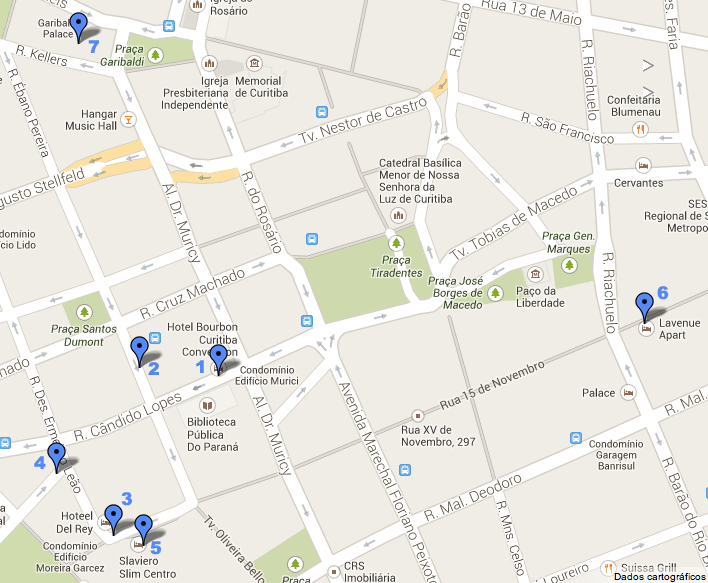 Igreja do
Rosário
Rua 13 de Maio
R. Barão
Garibal
Palace
7
Praça
Garibaldi
R. Kellers
R. Ébano Pereira
Igreja
Presbiteriana
Independente
Memorial
de Curitiba
R. Riachuelo
des. Faria
Hangar
Music Hall
Tv. Nestor de Castro
Confeitaria
Blumenau
R. São Francisco
Catedral Basílica
Menor de Nossa
Senhora da
Luz de Curitiba
Cervantes
gusto Stellfeld
Al. Dr. Muricy
R. do Rosário
Tv. Tobias de Macedo
SES
Regional de S
Metropo
ndomínio
ício Lido
Praça
Tiradentes
Praça Gen.
Marques
Praça José
Borges de
Macedo
Paço da
Liberdade
R. Cruz Machado
6
Praça Santos
Dumont
R. Riachuelo
Lavenue
Apart
Hotel Bourbon
Curitiba
Convention
1
2
Condomínio
Edifício Murici
nado
Rua 15 de Novembro
Palace
R. Cândido Lopes
Biblioteca
Pública
Do Paraná
Al. Dr. Muricy
Avenida Marechal Floriano Peixoto
Rua XV de
Novembro, 297
R. Mal.
R. Des. Ermelino Leão
4
Condomínio
Garagem
Banrisul
R. Mal. Deodoro
R. Barão do Rio
3
Hoteel
Del Rey
5
Condomínio
Edifício
Moreira Garcez
Slaviero
Slim Centro
Tv. Oliveira Bello
R. Mns. Celso
Praça
CRS
Imobiliária
Loureiro
Suissa Grill
Dados cartográficos